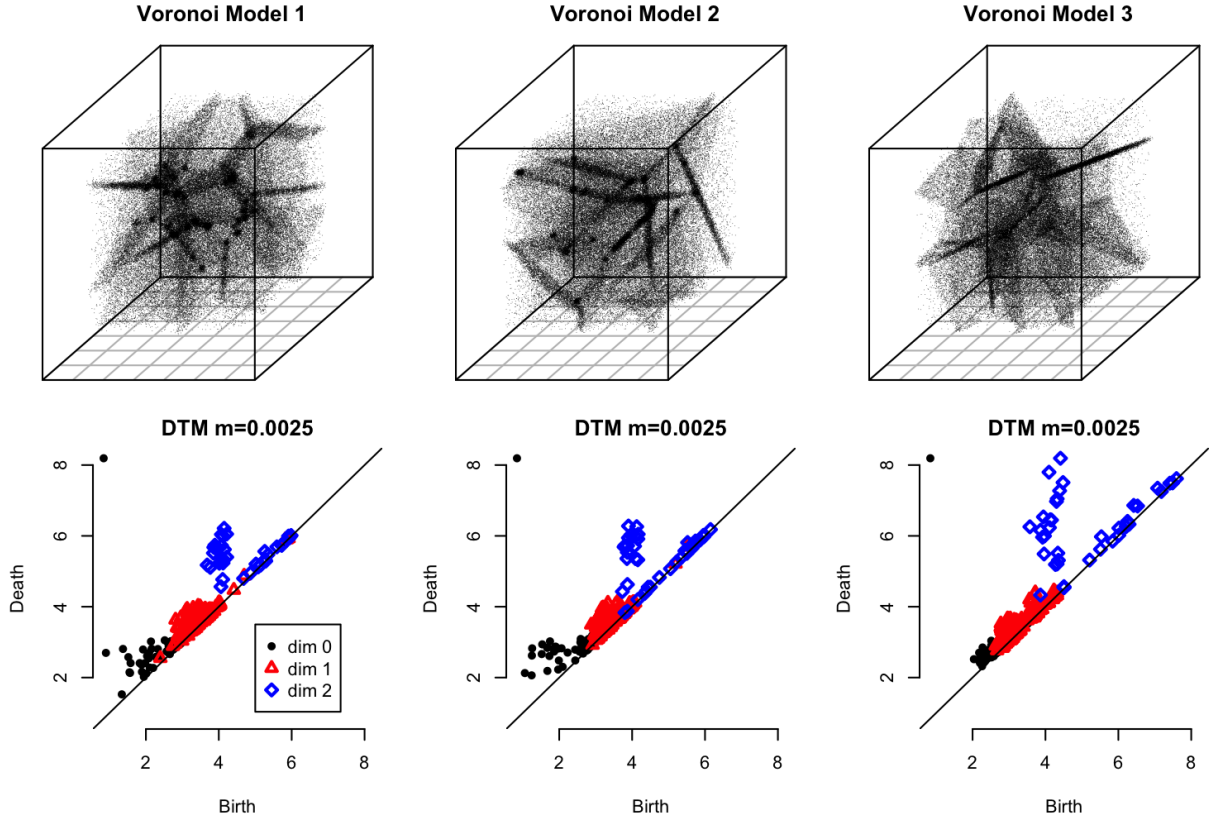 Voronoi Model 1
Voronoi Model 2
Voronoi Model 3
DTM m=0.0025
DTM m=0.0025
DTM m=0.0025
8
6
4
2
Death
8
6
4
2
Death
8
6
4
2
Death
dim 0
dim 1
dim 2
2 4 6 8
2 4 6 8
2 4 6 8
Birth
Birth
Birth